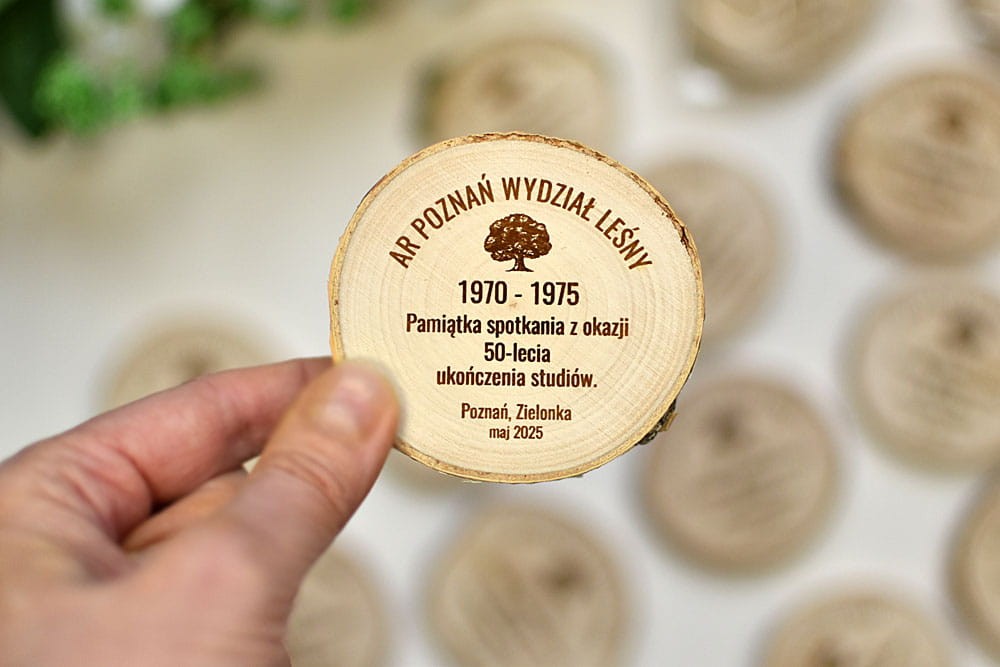 AR POZNAŃ WYDZIAŁ LEŚNY
1970 - 1975
Pamiątka spotkania z okazji
50-lecia
ukończenia studiów.
Poznań, Zielonka
maj 2025